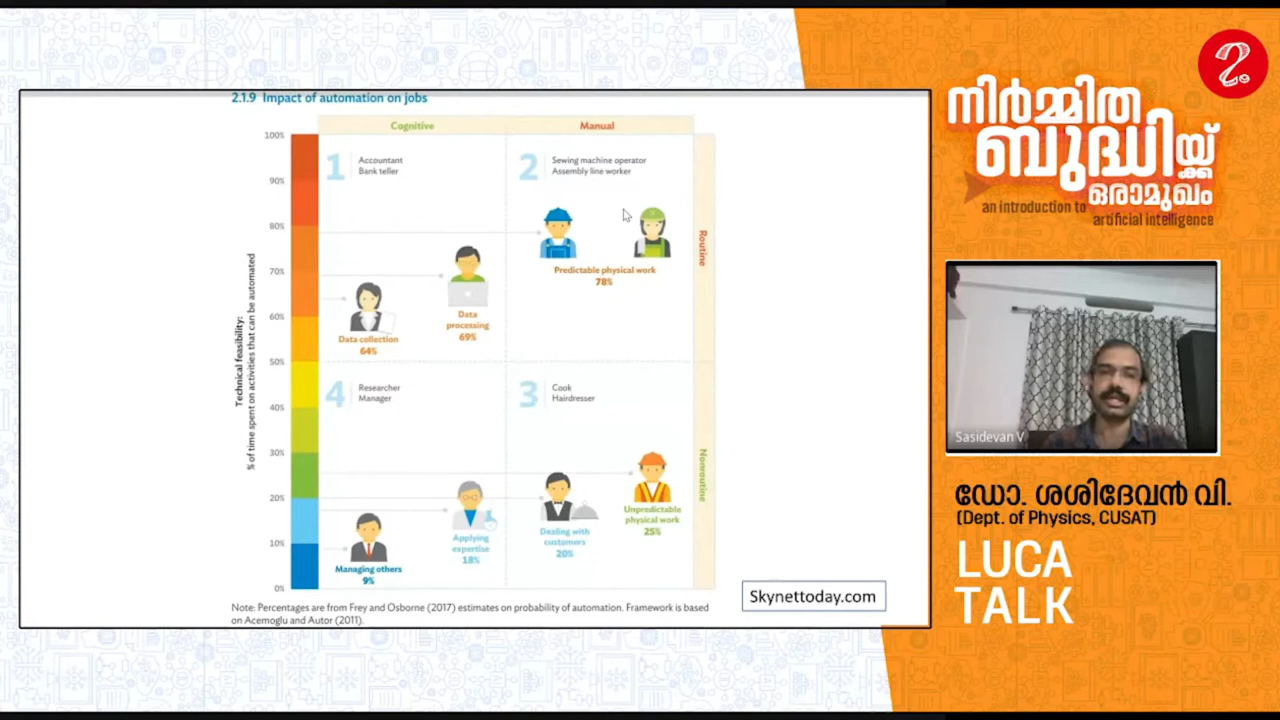 2.1.9 Impact of automation on jobs
Cognitive
Manual
100%
90%
80%
70%
60%
50%
40%
30%
20%
10%
0%
Technical feasibility:
% of time spent on activities that can be automated
1
Accountant
Bank teller
2
Sewing machine operator
Assembly line worker
Routine
Predictable physical work
78%
Data
processing
69%
Data collection
64%
4
Researcher
Manager
3
Cook
Hairdresser
Nonroutine
Unpredictable
physical work
25%
Dealing with
customers
20%
Applying
expertise
18%
Managing others
9%
Note: Percentages are from Frey and Osborne (2017) estimates on probability of automation. Framework is based
on Acemoglu and Autor (2011).
Skynettoday.com
നിർമ്മിത
ബുദ്ധിയ്ക്ക്
ഒരാമുഖം
an introduction to
artificial intelligence
Sasidevan V
ഡോ. ശശിദേവൻ വി.
(Dept. of Physics, CUSAT)
LUCA
TALK